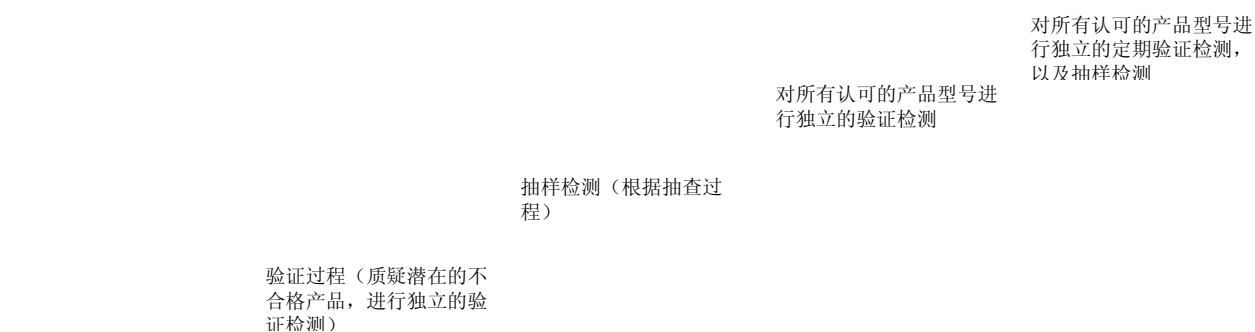 对所有认可的产品型号进
行独立的定期验证检测，
以及抽样检测
对所有认可的产品型号进
行独立的验证检测
抽样检测（根据抽查过
程）
验证过程（质疑潜在的不
合格产品，进行独立的验
证检测）